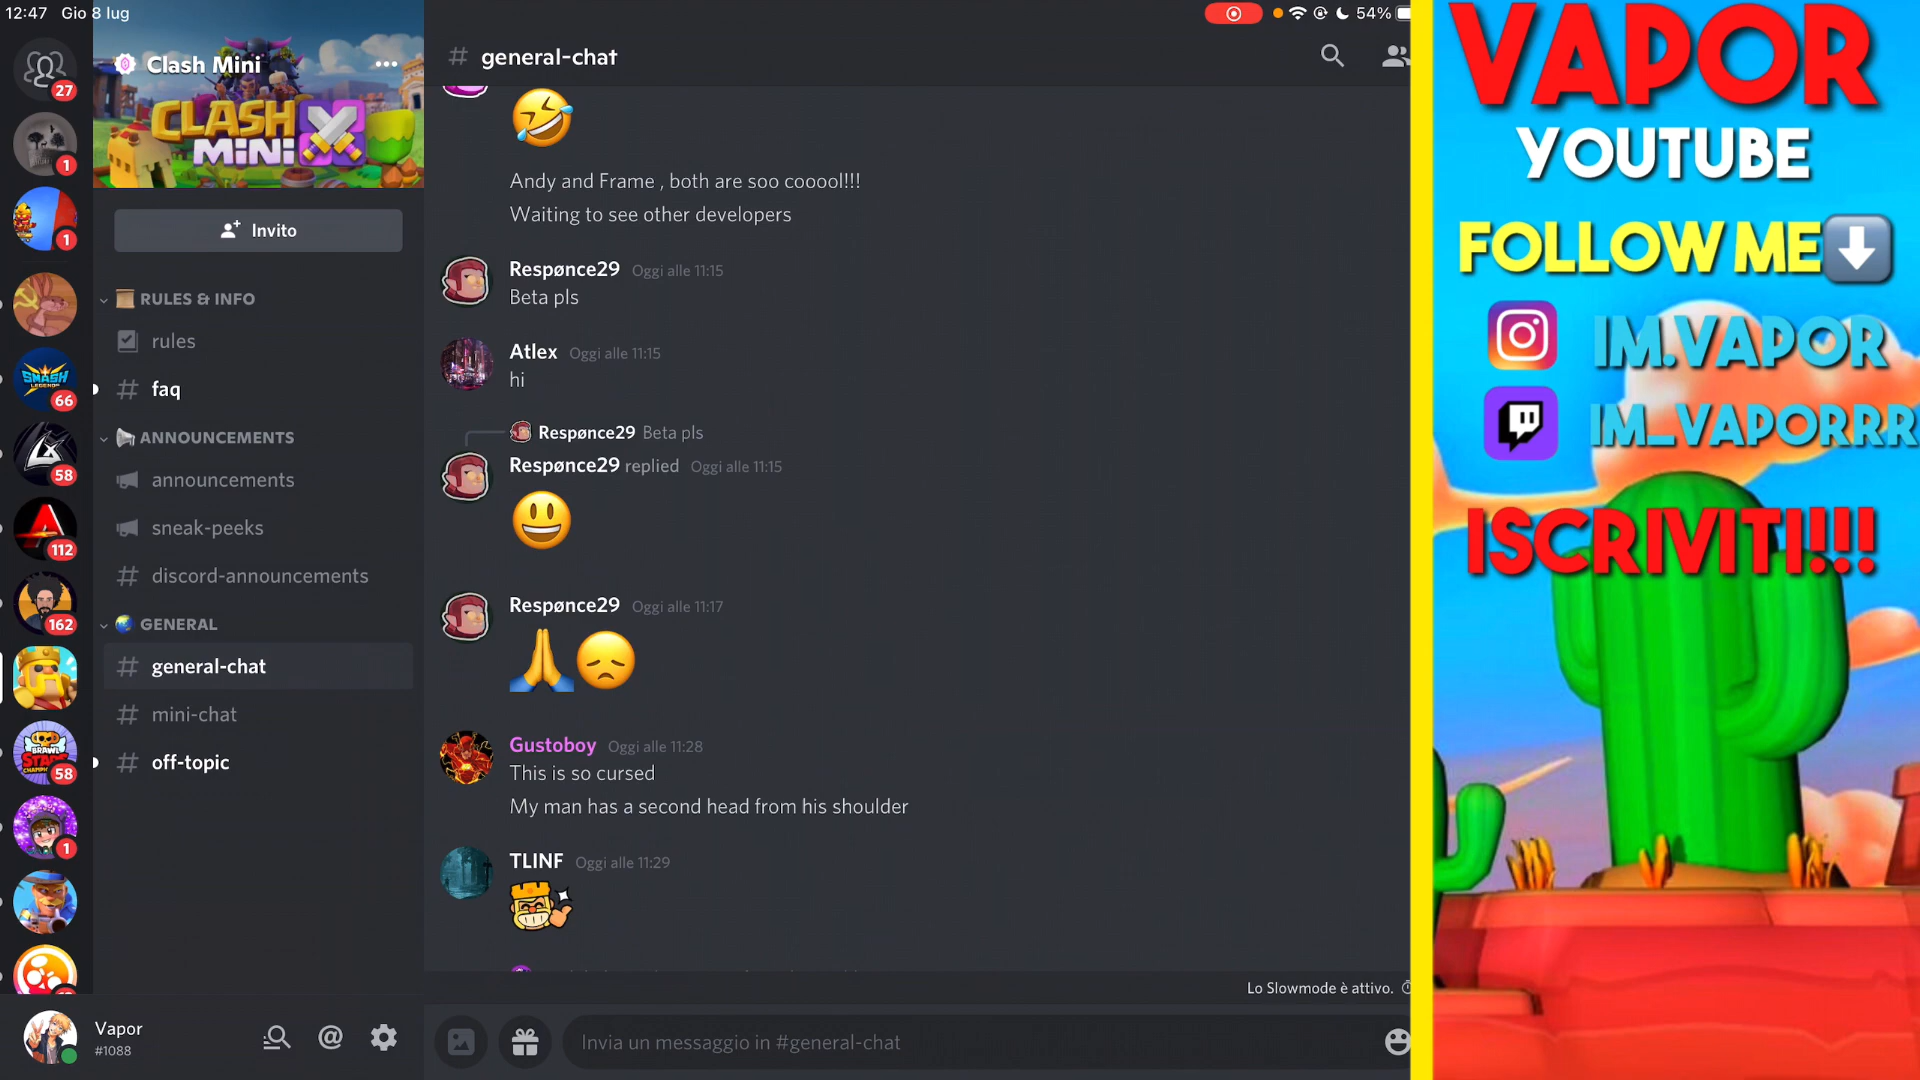 12:47 Gio 8 lug
54%
27
1
1
66
58
112
162
58
1
SMASH
LEGENDS
BRAWL
STARS
Clash Mini
CLASH
MINI
Invito
RULES & INFO
rules
faq
ANNOUNCEMENTS
announcements
sneak-peeks
discord-announcements
GENERAL
general-chat
mini-chat
off-topic
Vapor
#1088
general-chat
Andy and Frame , both are soo cooool!!!
Waiting to see other developers
Respønce29 Oggi alle 11:15
Beta pls
Atlex Oggi alle 11:15
hi
Respønce29 Beta pls
Respønce29 replied Oggi alle 11:15
Respønce29 Oggi alle 11:17
Gustoboy Oggi alle 11:28
This is so cursed
My man has a second head from his shoulder
TLINF Oggi alle 11:29
Lo Slowmode è attivo.
Invia un messaggio in #general-chat
VAPOR
YOUTUBE
FOLLOW ME
IM.VAPOR
IM_VAPORRR
ISCRIVITI!!!